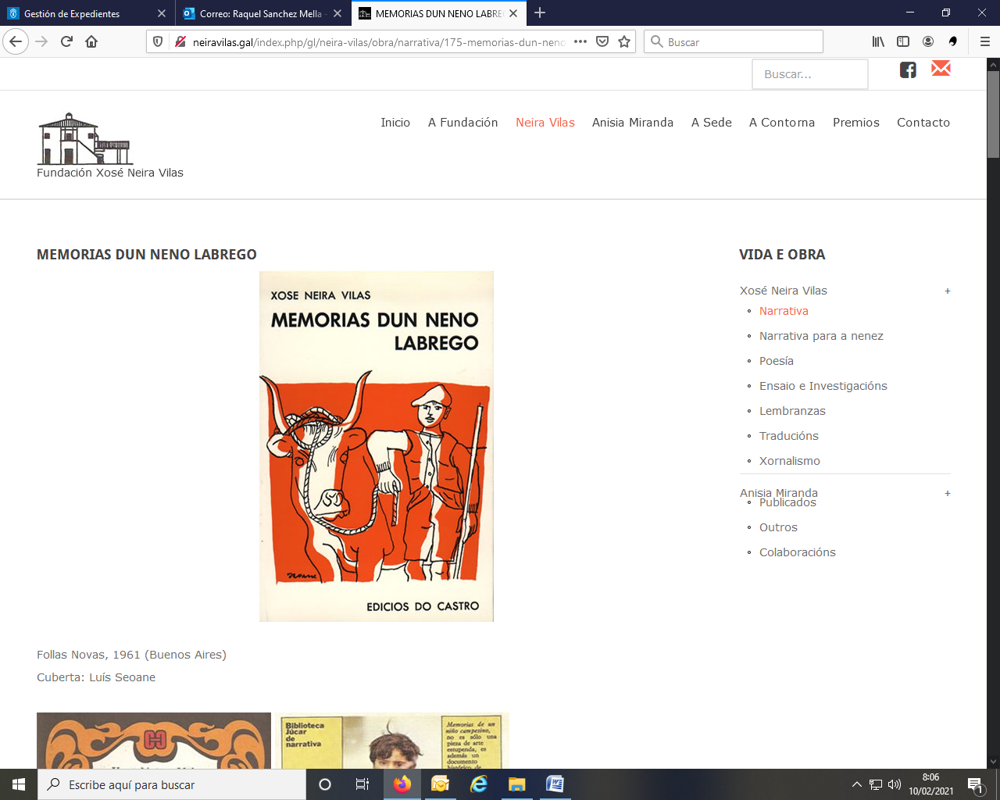 Gestión de Expedientes
Correo: Raquel Sanchez Mella -
MEMORIAS DUN NENO LABRE
neiravilas.gal/index.php/gl/neira-vilas/obra/narrativa/175-memorias-dun-neno
Buscar
Buscar...
Inicio A Fundación Neira Vilas Anisia Miranda A Sede A Contorna Premios Contacto
Fundación Xosé Neira Vilas
MEMORIAS DUN NENO LABREGO
XOSE NEIRA VILAS
MEMORIAS DUN NENO
LABREGO
SEOANE
EDICIOS DO CASTRO
Follas Novas, 1961 (Buenos Aires)
Cuberta: Luís Seoane
Biblioteca
Júcar
de
narrativa
Memorias de un
niño campesino,
no es sólo una
pieza de arte
estupenda, es
además un
documento
histórico de
VIDA E OBRA
Xosé Neira Vilas +
Narrativa
Narrativa para a nenez
Poesía
Ensaio e Investigacións
Lembranzas
Traducións
Xornalismo
Anisia Miranda +
Publicados
Outros
Colaboracións
Escribe aquí para buscar
8:06
10/02/2021
1